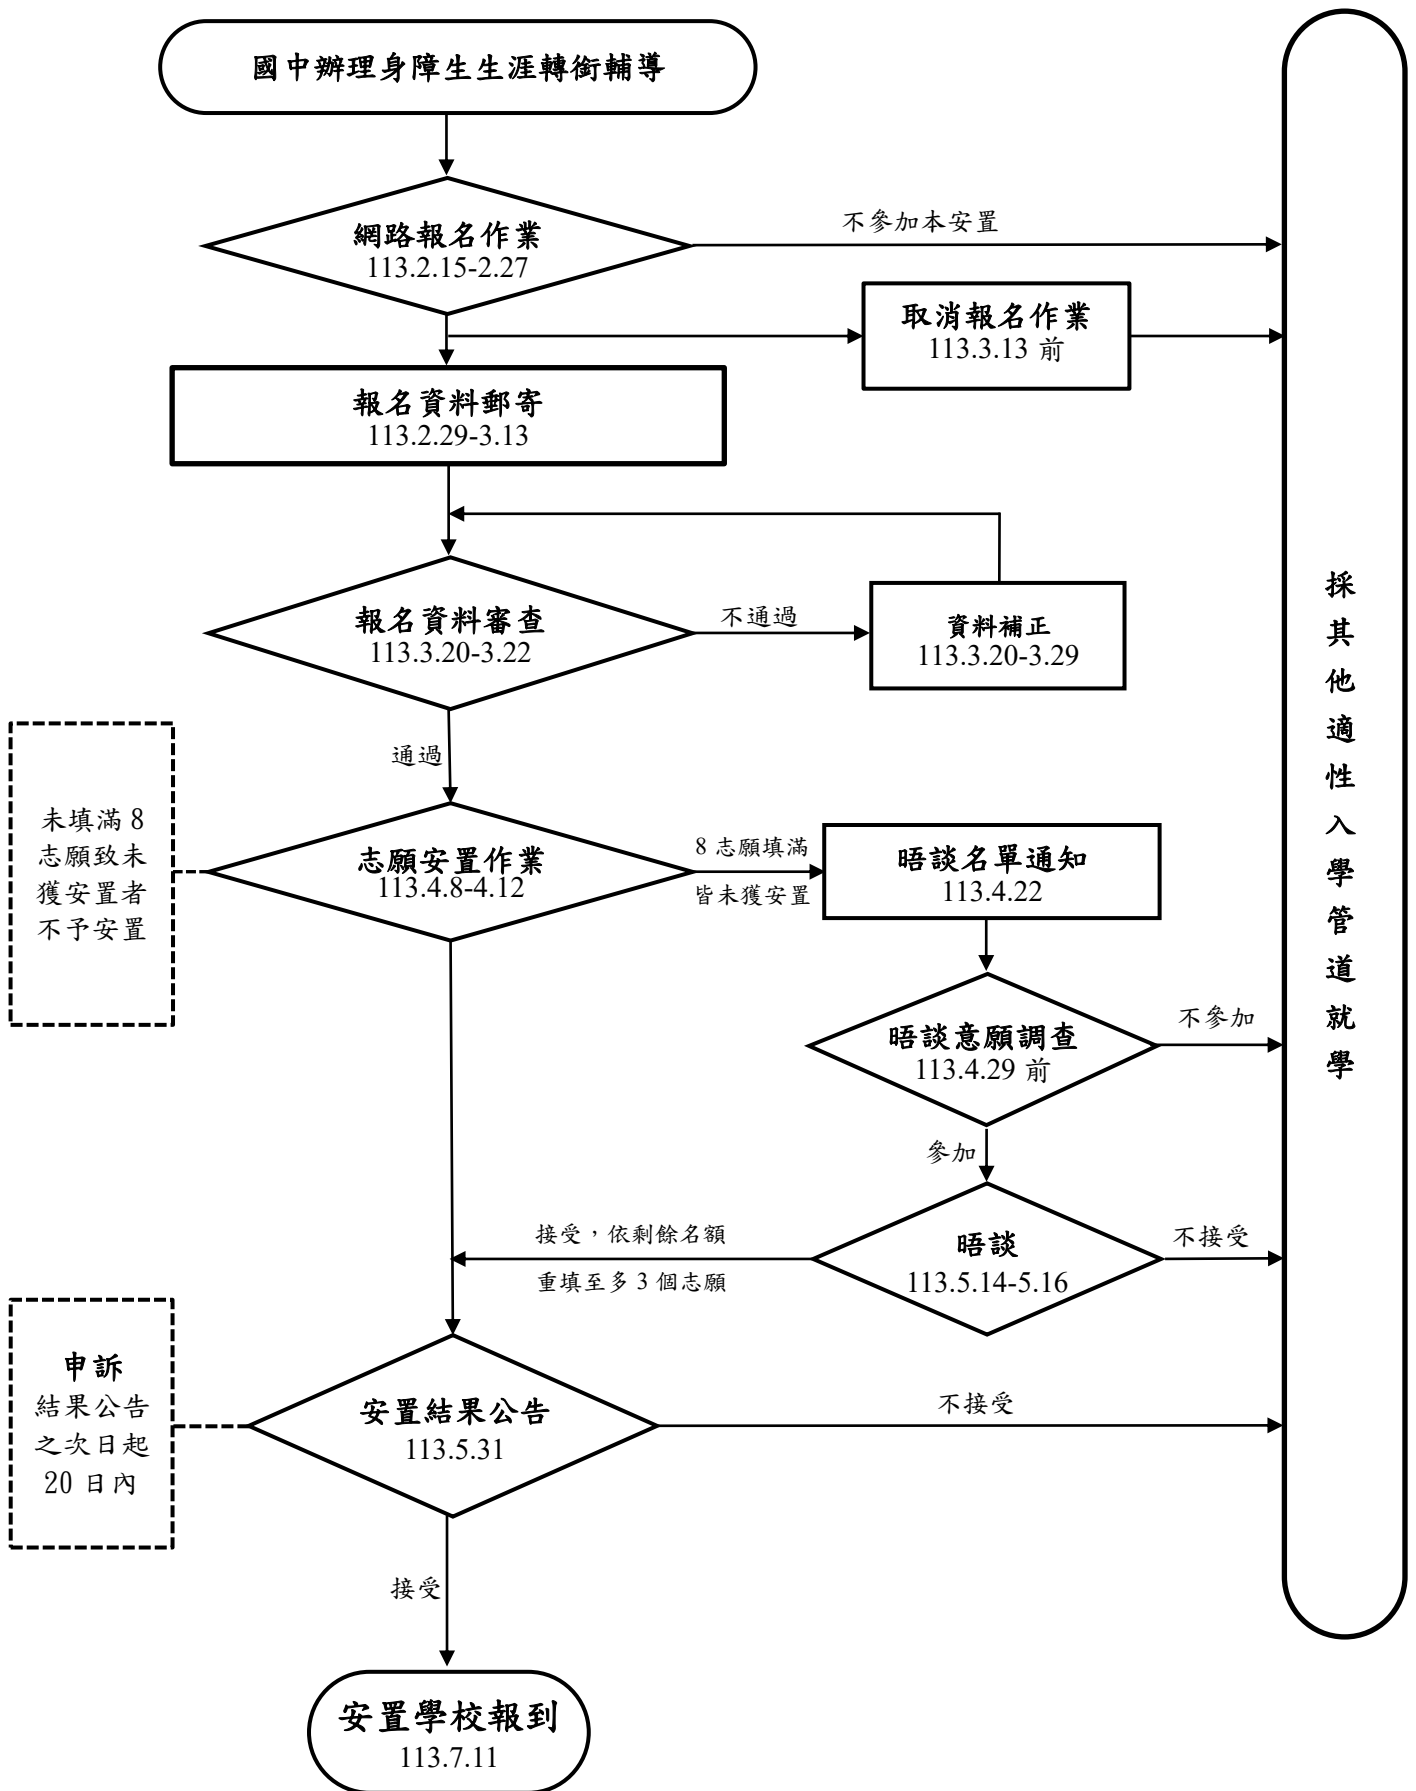 國中辦理身障生生涯轉銜輔導
網路報名作業
113.2.15-2.27
不參加本安置
取消報名作業
113.3.13 前
報名資料郵寄
113.2.29-3.13
報名資料審查
113.3.20-3.22
不通過
資料補正
113.3.20-3.29
通過
未填滿 8
志願致未
獲安置者
不予安置
志願安置作業
113.4.8-4.12
8 志願填滿
皆未獲安置
晤談名單通知
113.4.22
晤談意願調查
113.4.29 前
不參加
參加
晤談
113.5.14-5.16
不接受
接受，依剩餘名額
重填至多 3 個志願
申訴
結果公告
之次日起
20 日內
安置結果公告
113.5.31
不接受
接受
安置學校報到
113.7.11
採其他適性入學管道就學